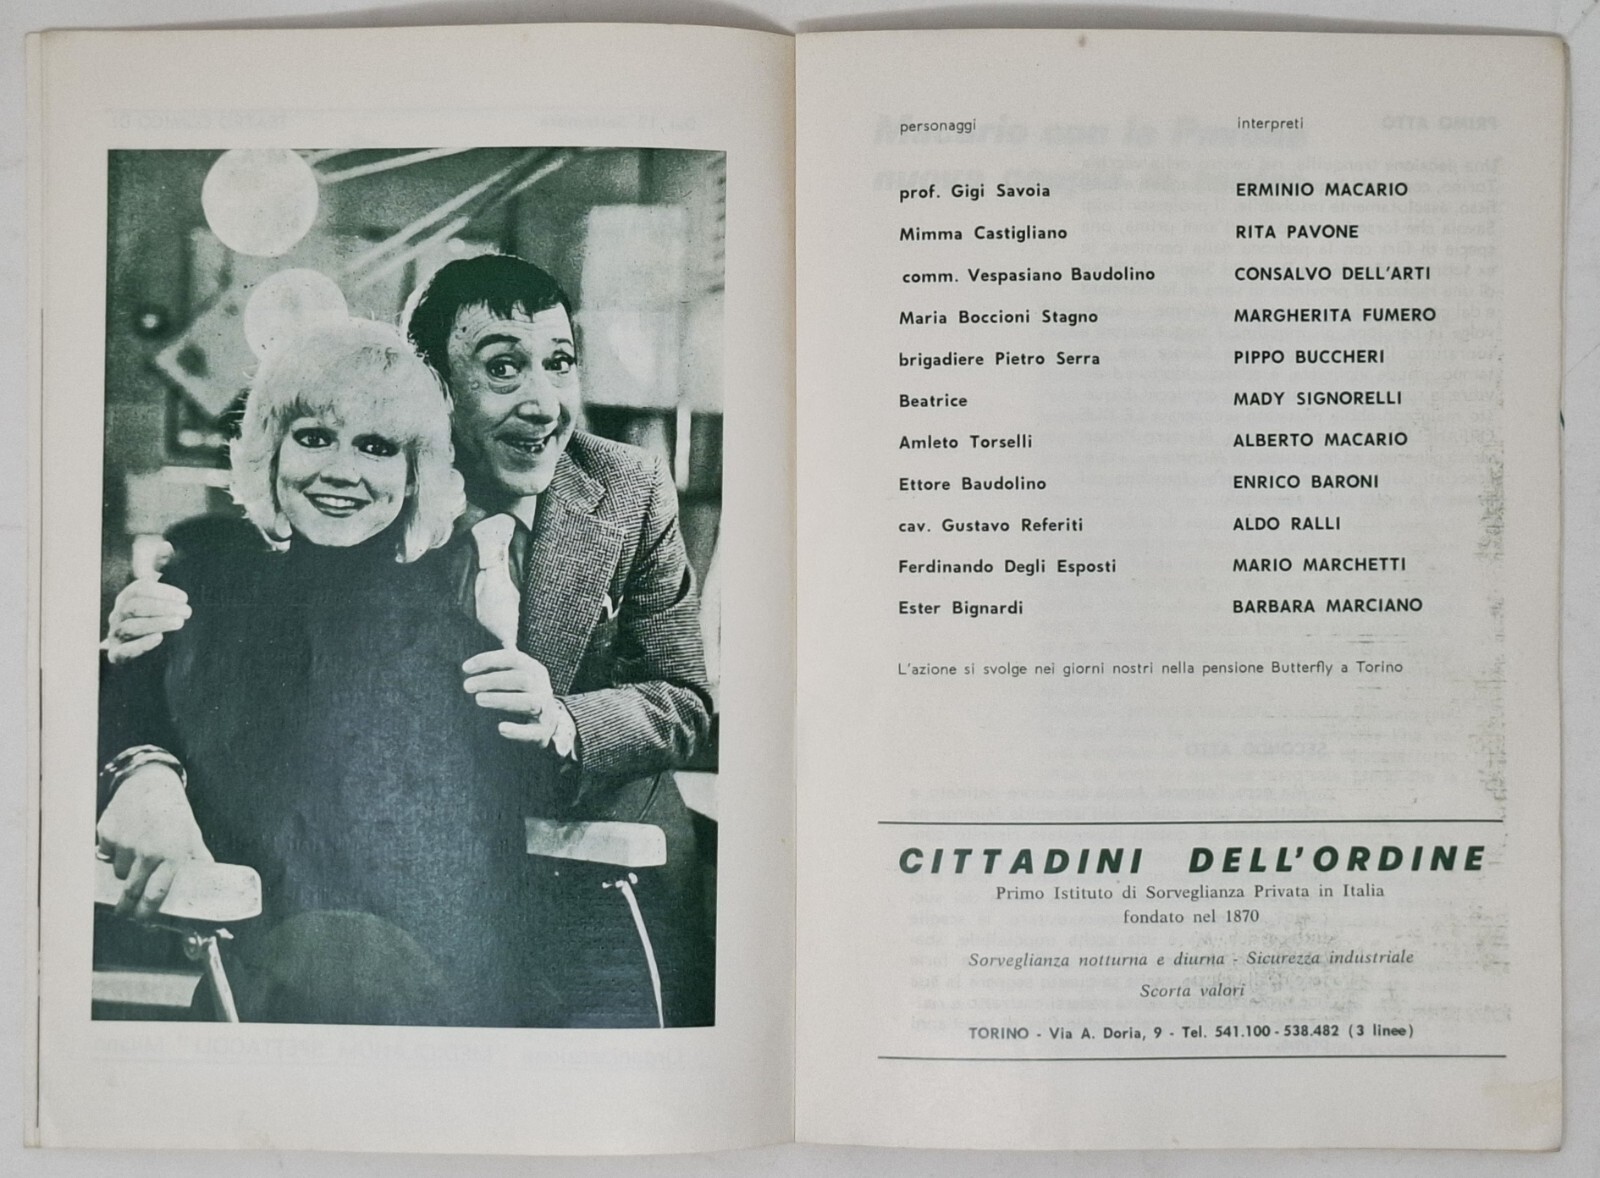 personaggi interpreti
prof. Gigi Savoia ERMINIO MACARIO
Mimma Castigliano RITA PAVONE
comm. Vespasiano Baudolino CONSALVO DELL'ARTI
Maria Boccioni Stagno MARGHERITA FUMERO
brigadiere Pietro Serra PIPPO BUCCHERI
Beatrice MADY SIGNORELLI
Amleto Torselli ALBERTO MACARIO
Ettore Baudolino ENRICO BARONI
cav. Gustavo Referiti ALDO RALLI
Ferdinando Degli Esposti MARIO MARCHETTI
Ester Bignardi BARBARA MARCIANO
L'azione si svolge nei giorni nostri nella pensione Butterfly a Torino
CITTADINI DELL'ORDINE
Primo Istituto di Sorveglianza Privata in Italia
fondato nel 1870
Sorveglianza notturna e diurna - Sicurezza industriale
Scorta valori
TORINO - Via A. Doria, 9 - Tel. 541.100 - 538.482 (3 linee)